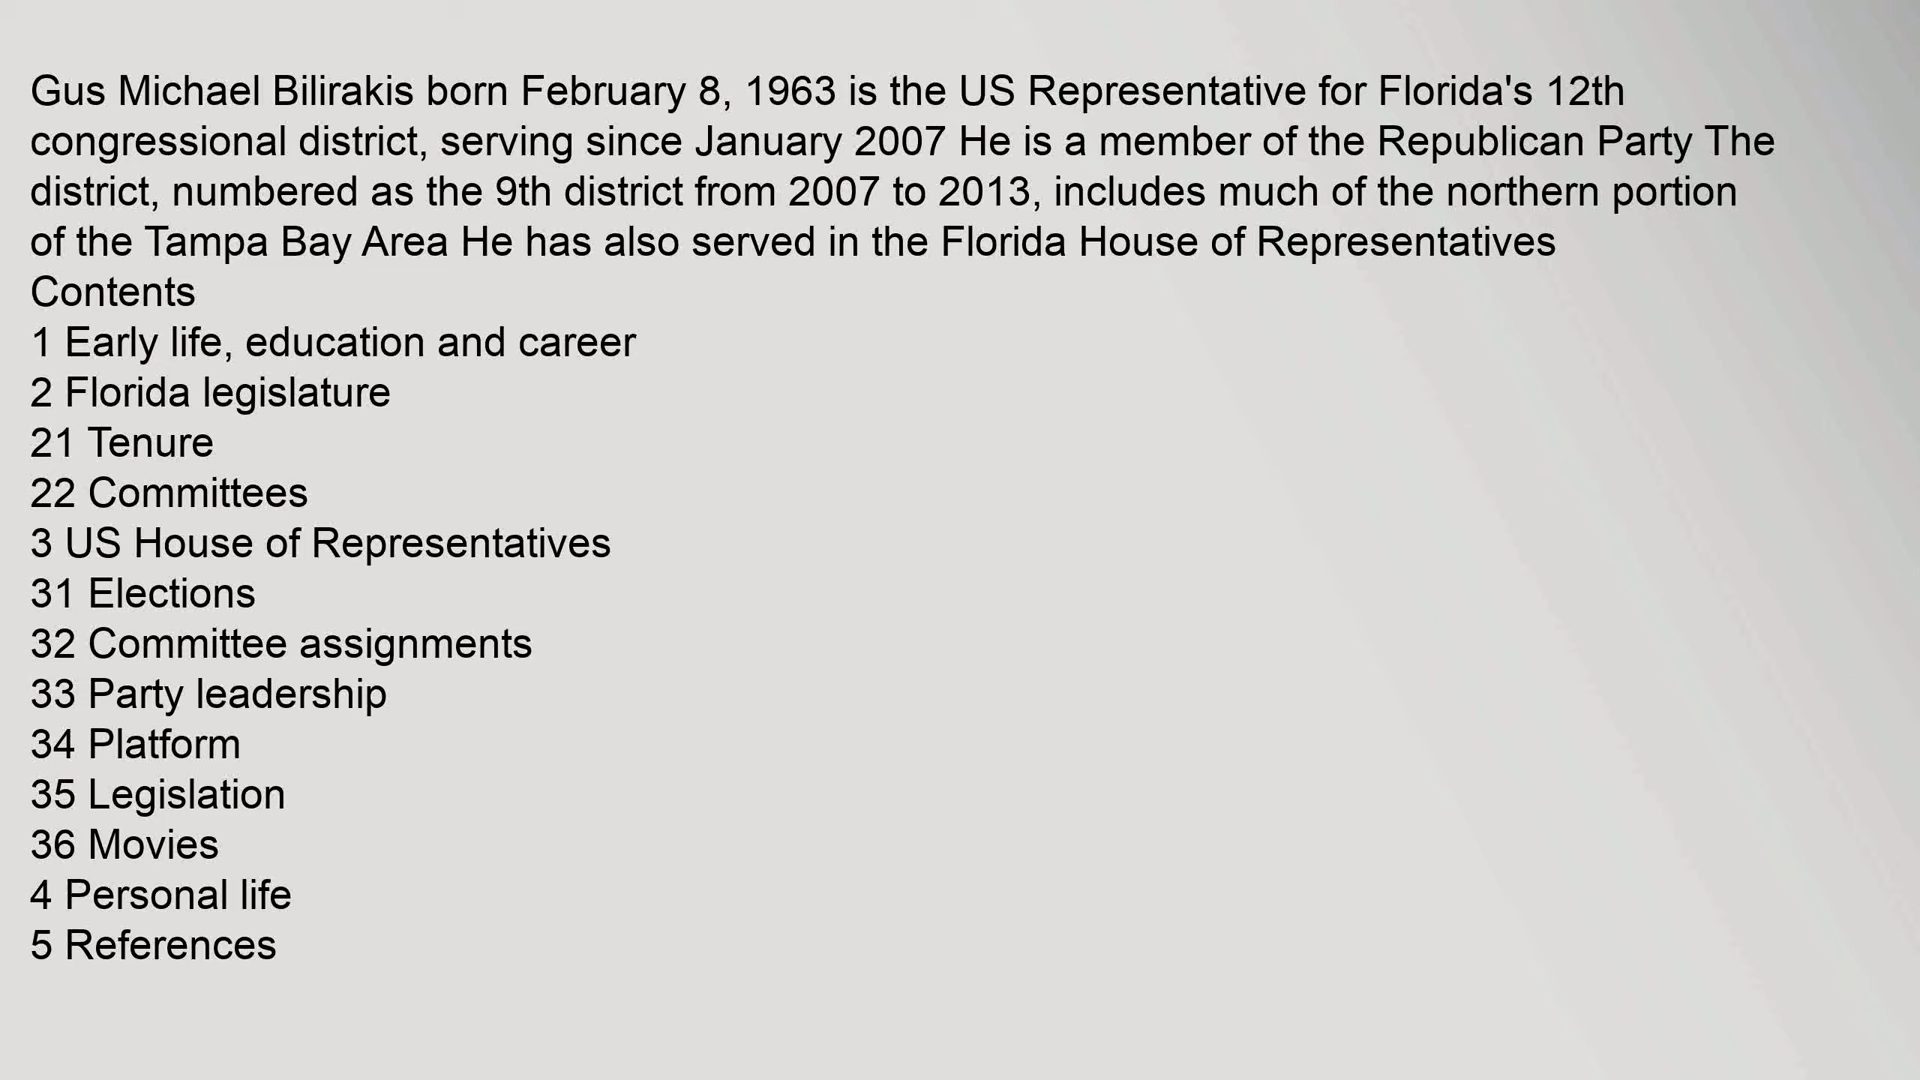 Gus Michael Bilirakis born February 8, 1963 is the US Representative for Florida's 12th
congressional district, serving since January 2007 He is a member of the Republican Party The
district, numbered as the 9th district from 2007 to 2013, includes much of the northern portion
of the Tampa Bay Area He has also served in the Florida House of Representatives
Contents
1 Early life, education and career
2 Florida legislature
21 Tenure
22 Committees
3 US House of Representatives
31 Elections
32 Committee assignments
33 Party leadership
34 Platform
35 Legislation
36 Movies
4 Personal life
5 References